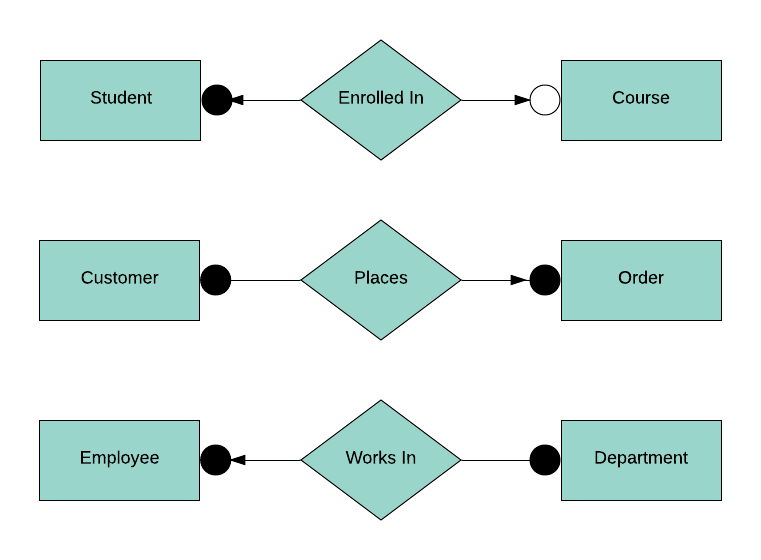 Student
Enrolled In
Course
Customer
Places
Order
Employee
Works In
Department